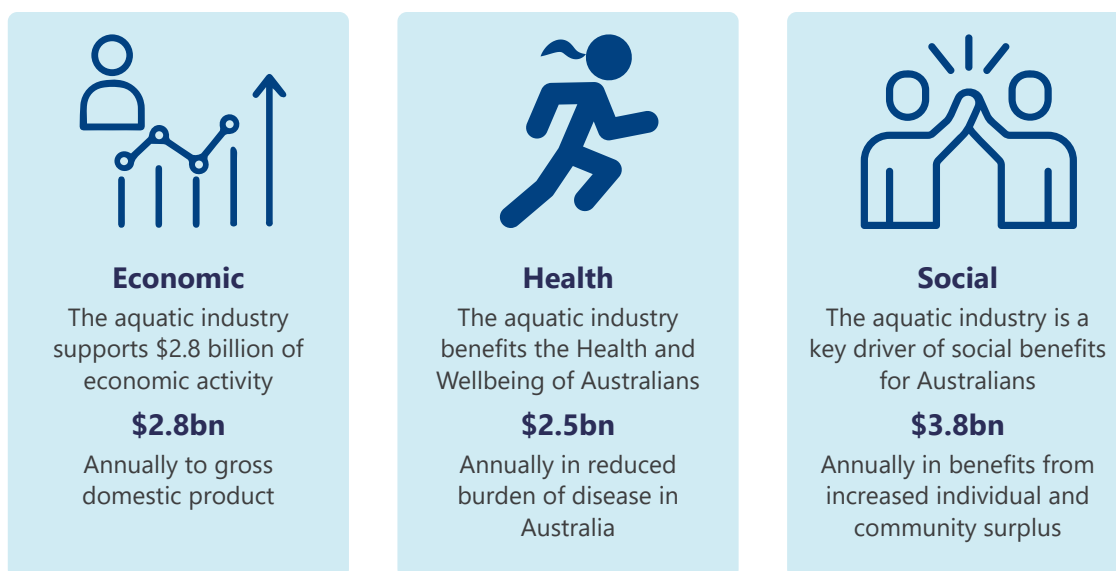 Economic
The aquatic industry
supports $2.8 billion of
economic activity
$2.8bn
Annually to gross
domestic product
Health
The aquatic industry
benefits the Health and
Wellbeing of Australians
$2.5bn
Annually in reduced
burden of disease in
Australia
Social
The aquatic industry is a
key driver of social benefits
for Australians
$3.8bn
Annually in benefits from
increased individual and
community surplus